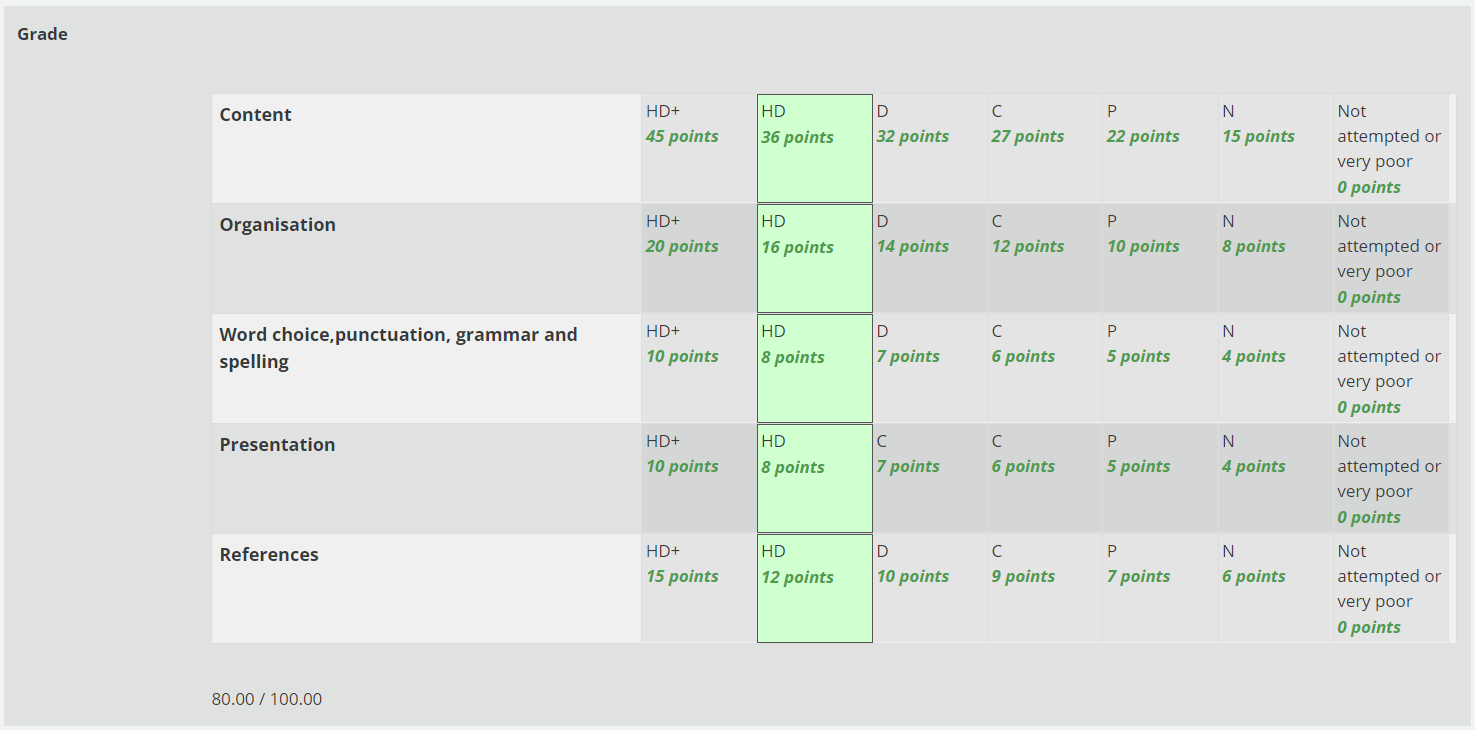 Grade
Content
HD+
45 points
HD
36 points
D
32 points
C
27 points
P
22 points
N
15 points
Not
attempted or
very poor
0 points
Organisation
HD+
20 points
HD
16 points
D
14 points
C
12 points
P
10 points
N
8 points
Not
attempted or
very poor
0 points
Word choice,punctuation, grammar and
spelling
HD+
10 points
HD
8 points
D
7 points
C
6 points
P
5 points
N
4 points
Not
attempted or
very poor
0 points
Presentation
HD+
10 points
HD
8 points
C
7 points
C
6 points
P
5 points
N
4 points
Not
attempted or
very poor
0 points
References
HD+
15 points
HD
12 points
D
10 points
C
9 points
P
7 points
N
6 points
Not
attempted or
very poor
0 points
80.00 / 100.00